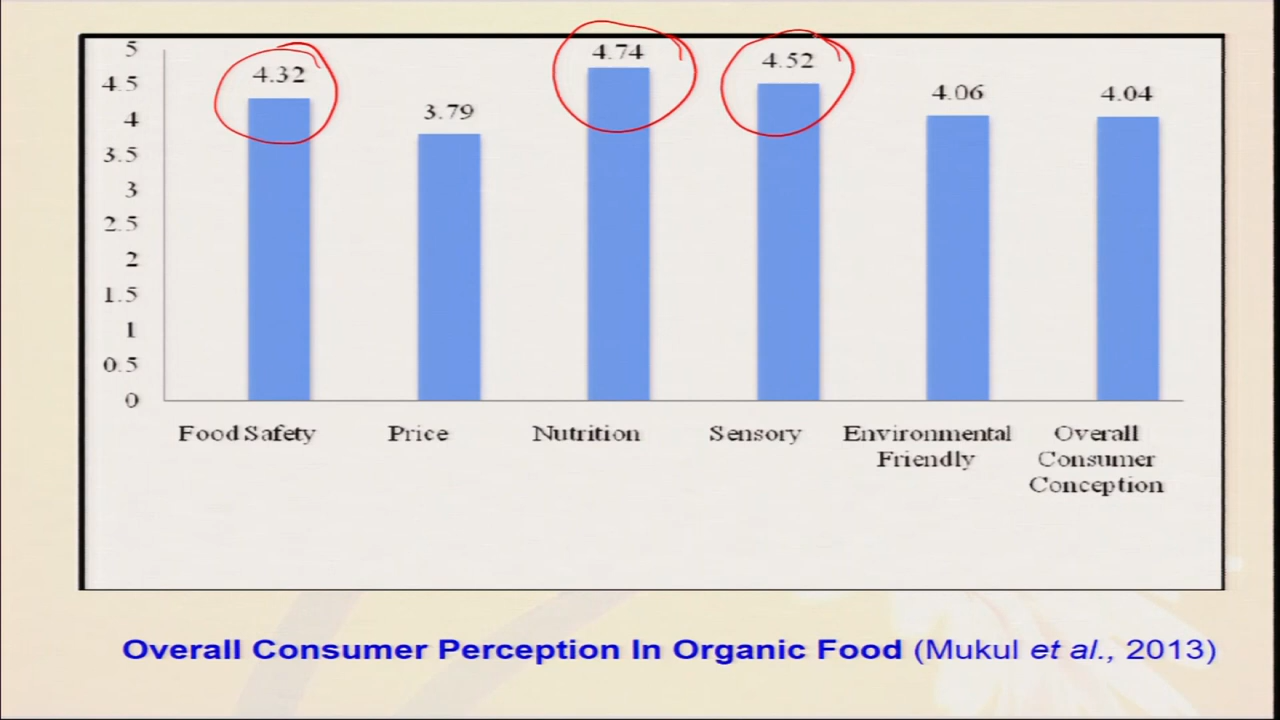 5
4.5
4
3.5
3
2.5
2
1.5
1
0.5
0
4.32
3.79
4.74
4.52
4.06
4.04
Food Safety
Price
Nutrition
Sensory
Environmental
Friendly
Overall
Consumer
Conception
Overall Consumer Perception In Organic Food (Mukul et al., 2013)